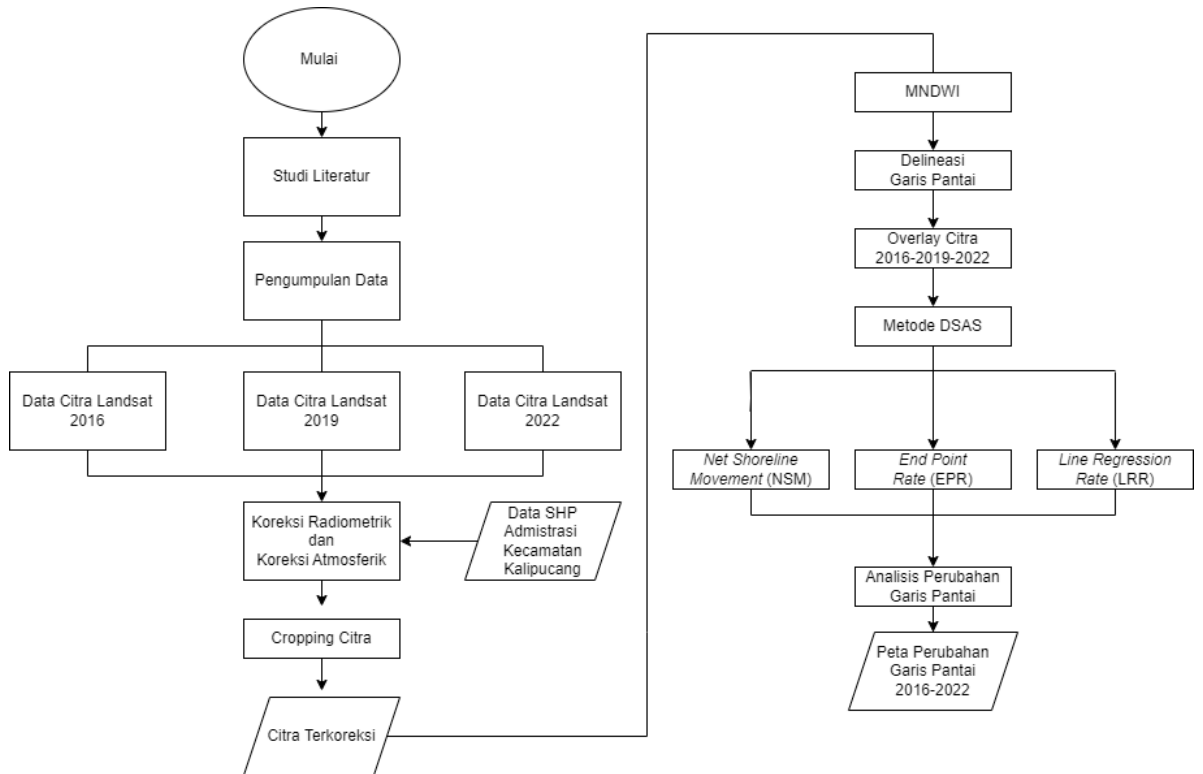 Mulai
Studi Literatur
Pengumpulan Data
Data Citra Landsat
2016
Data Citra Landsat
2019
Data Citra Landsat
2022
Koreksi Radiometrik
dan
Koreksi Atmosferik
Data SHP
Admistrasi
Kecamatan
Kalipucang
Cropping Citra
Citra Terkoreksi
MNDWI
Delineasi
Garis Pantai
Overlay Citra
2016-2019-2022
Metode DSAS
Net Shoreline
Movement (NSM)
End Point
Rate (EPR)
Line Regression
Rate (LRR)
Analisis Perubahan
Garis Pantai
Peta Perubahan
Garis Pantai
2016-2022